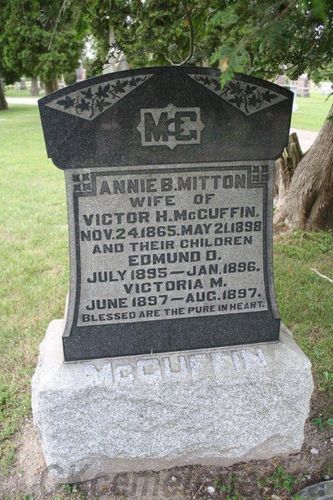 McG
ANNIE B. MITTON
WIFE OF
VICTOR H. McGUFFIN.
NOV. 24. 1865. MAY 21. 1898
AND THEIR CHILDREN
EDMUND D.
JULY 1895 — JAN. 1896.
VICTORIA M.
JUNE 1897 — AUG. 1897.
BLESSED ARE THE PURE IN HEART.
McGUFFIN